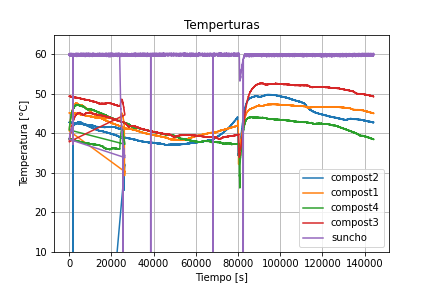 Temperturas
Temperatura [°C]
60
50
40
30
20
10
0
20000
40000
60000
80000
100000
120000
140000
Tiempo [s]
compost2
compost1
compost4
compost3
suncho